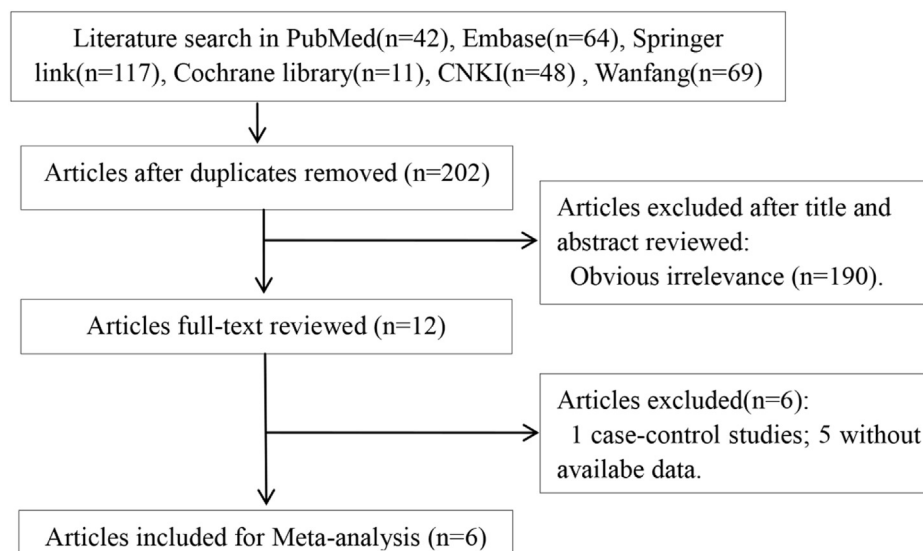 Literature search in PubMed(n=42), Embase(n=64), Springer
link(n=117), Cochrane library(n=11), CNKI(n=48) , Wanfang(n=69)
Articles after duplicates removed (n=202)
Articles excluded after title and
abstract reviewed:
Obvious irrelevance (n=190).
Articles full-text reviewed (n=12)
Articles excluded(n=6):
1 case-control studies; 5 without
availabe data.
Articles included for Meta-analysis (n=6)